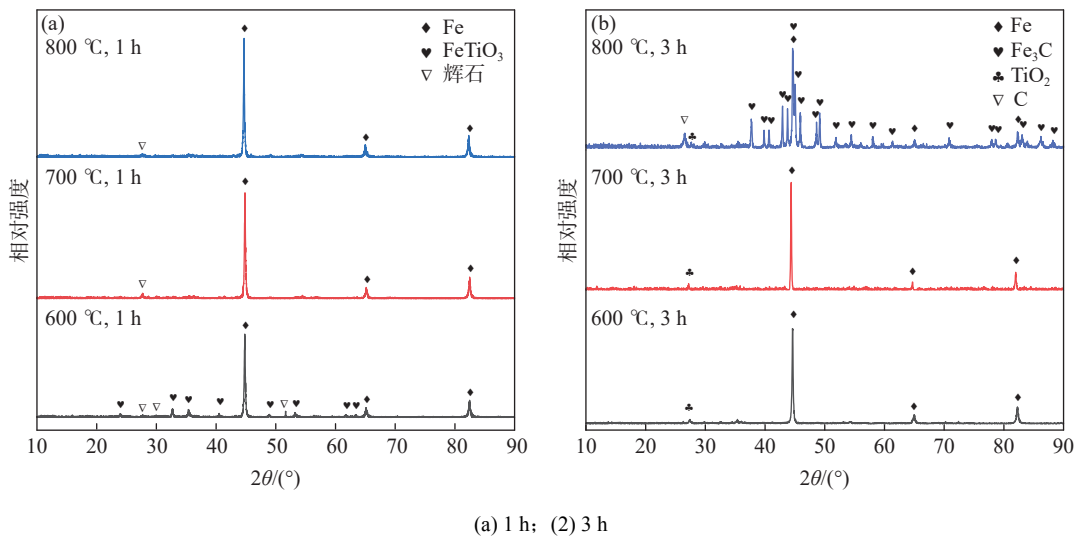 (a)
800 ℃, 1 h
♦ Fe
♥ FeTiO₃
▽ 辉石
700 ℃, 1 h
600 ℃, 1 h
相对强度
10 20 30 40 50 60 70 80 90
2θ/(°)
(b)
800 ℃, 3 h
♦ Fe
♥ Fe₃C
♣ TiO₂
▽ C
700 ℃, 3 h
600 ℃, 3 h
相对强度
10 20 30 40 50 60 70 80 90
2θ/(°)
(a) 1 h; (2) 3 h